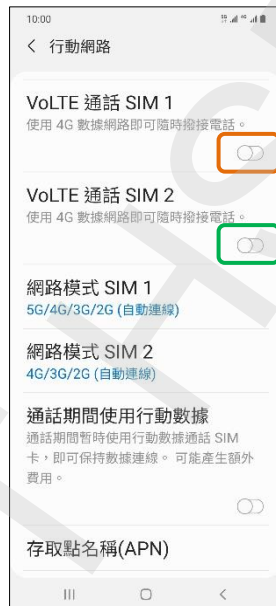 10:00
行動網路
VoLTE 通話 SIM 1
使用 4G 數據網路即可隨時撥接電話。
VoLTE 通話 SIM 2
使用 4G 數據網路即可隨時撥接電話。
網路模式 SIM 1
5G/4G/3G/2G (自動連線)
網路模式 SIM 2
4G/3G/2G (自動連線)
通話期間使用行動數據
通話期間暫時使用行動數據通話 SIM
卡，即可保持數據連線。 可能產生額外
費用。
存取點名稱(APN)